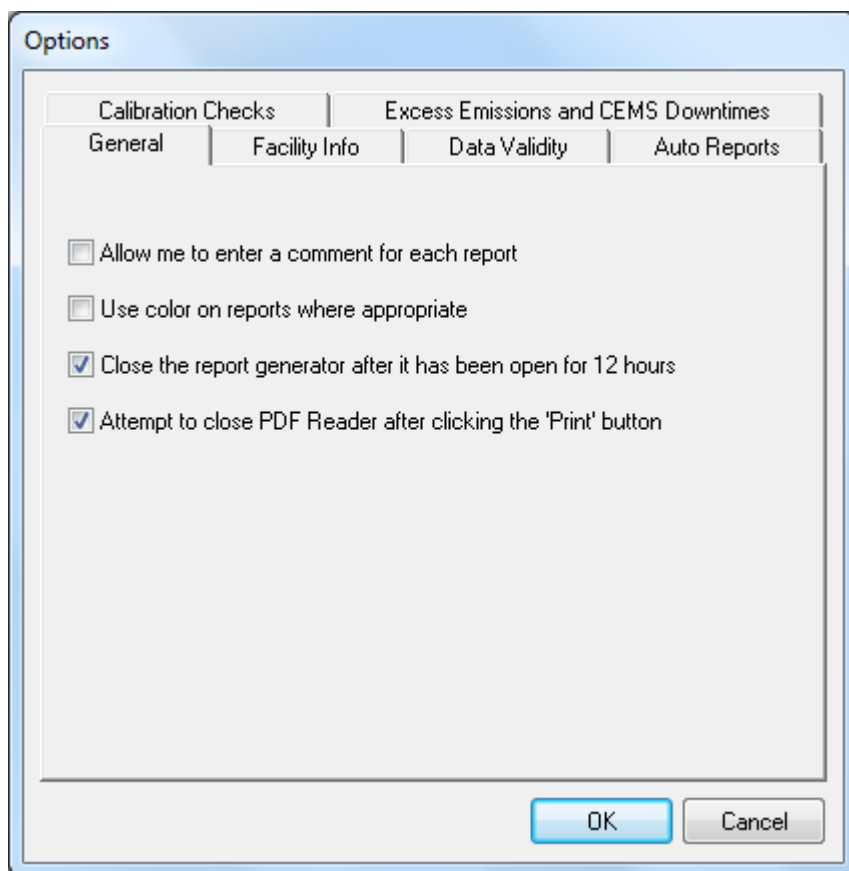 Options
Calibration Checks Excess Emissions and CEMS Downtimes
General Facility Info Data Validity Auto Reports
Allow me to enter a comment for each report
Use color on reports where appropriate
Close the report generator after it has been open for 12 hours
Attempt to close PDF Reader after clicking the 'Print' button
OK Cancel